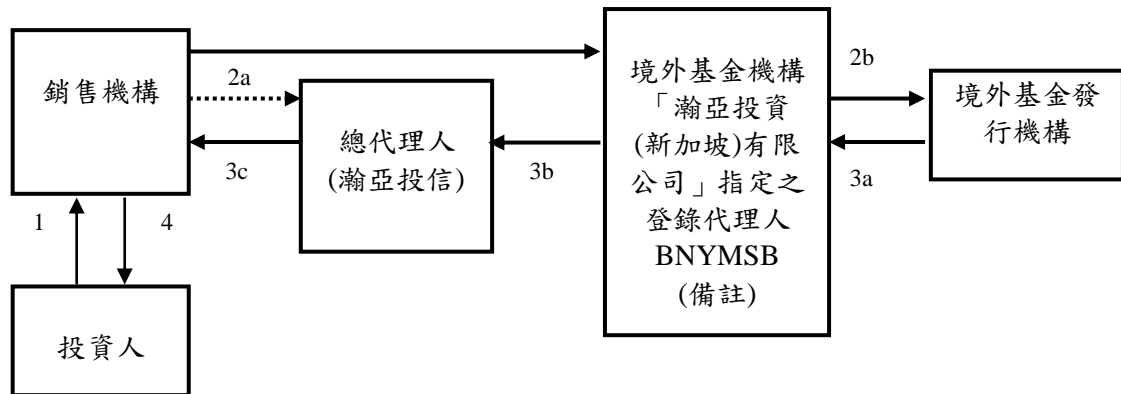 銷售機構
2a
3c
1
4
投資人
總代理人
(瀚亞投信)
3b
境外基金機構
「瀚亞投資
(新加坡)有限
公司」指定之
登錄代理人
BNYMSB
(備註)
2b
3a
境外基金發
行機構